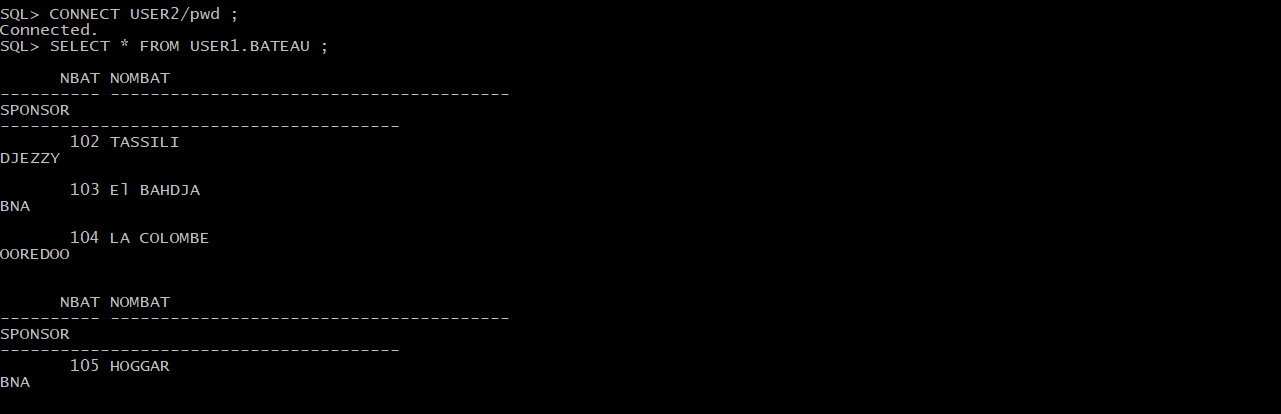 SQL> CONNECT USER2/pwd ;
Connected.
SQL> SELECT * FROM USER1.BATEAU ;
      NBAT NOMBAT
---------- ----------------------------------------
SPONSOR
----------------------------------------
       102 TASSILI
DJEZZY
       103 El BAHDJA
BNA
       104 LA COLOMBE
OOREDOO
      NBAT NOMBAT
---------- ----------------------------------------
SPONSOR
----------------------------------------
       105 HOGGAR
BNA